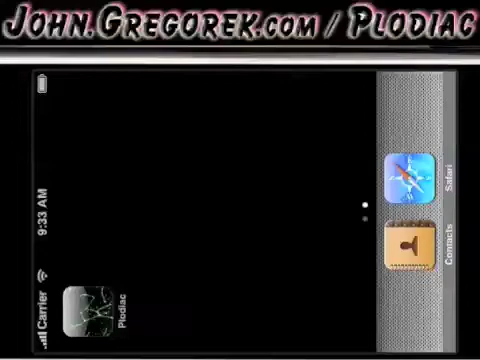 John.Gregorek.com / Plodiac
Carrier 9:33 AM
Plodiac
Contacts
Safari